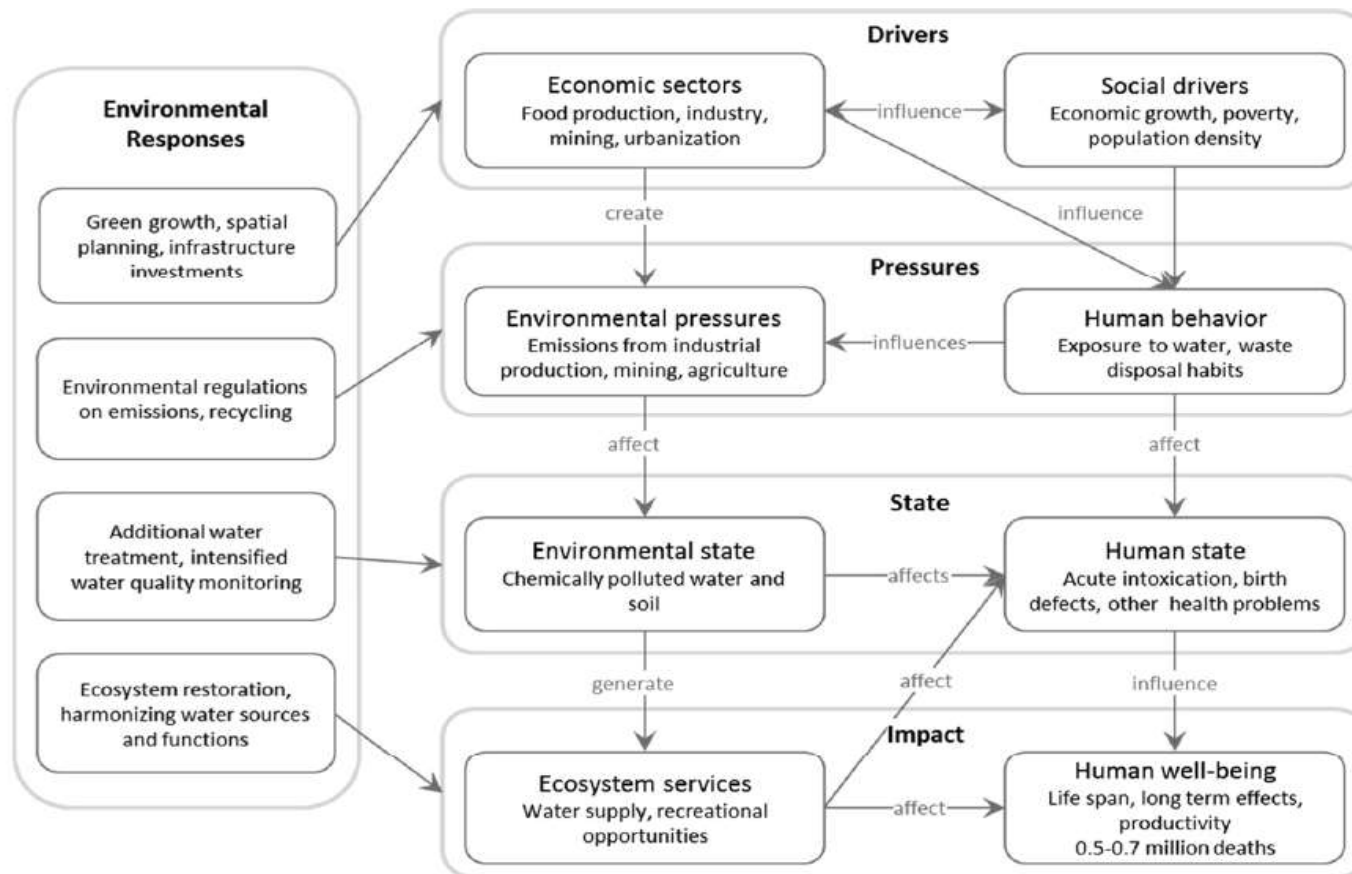 Environmental
Responses
Green growth, spatial
planning, infrastructure
investments
Environmental regulations
on emissions, recycling
Additional water
treatment, intensified
water quality monitoring
Ecosystem restoration,
harmonizing water sources
and functions
Drivers
Economic sectors
Food production, industry,
mining, urbanization
influence
Social drivers
Economic growth, poverty,
population density
create
influence
Pressures
Environmental pressures
Emissions from industrial
production, mining, agriculture
influences
Human behavior
Exposure to water, waste
disposal habits
affect
affect
State
Environmental state
Chemically polluted water and
soil
affects
Human state
Acute intoxication, birth
defects, other health problems
generate
affect
influence
Impact
Ecosystem services
Water supply, recreational
opportunities
affect
Human well-being
Life span, long term effects,
productivity
0.5-0.7 million deaths